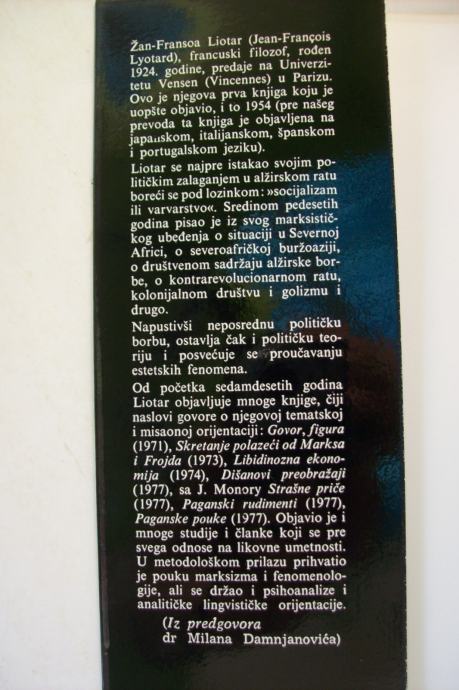 Žan-Fransoa Liotar (Jean-François
Lyotard), francuski filozof, rođen
1924. godine, predaje na Univerzi-
tetu Vensen (Vincennes) u Parizu.
Ovo je njegova prva knjiga koju je
uopšte objavio, i to 1954 (pre našeg
prevoda ta knjiga je objavljena na
japanskom, italijanskom, španskom
i portugalskom jeziku).
Liotar se najpre istakao svojim po-
litičkim zalaganjem u alžirskom ratu
boreći se pod lozinkom: »socijalizam
ili varvarstvo«. Sredinom pedesetih
godina pisao je iz svog marksistič-
kog ubeđenja o situaciji u Severnoj
Africi, o severoafričkoj buržoaziji,
o društvenom sadržaju alžirske bor-
be, o kontrarevolucionarnom ratu,
kolonijalnom društvu i golizmu i
drugo.
Napustivši neposrednu političku
borbu, ostavlja čak i političku teo-
riju i posvećuje se proučavanju
estetskih fenomena.
Od početka sedamdesetih godina
Liotar objavljuje mnoge knjige, čiji
naslovi govore o njegovoj tematskoj
i misaonoj orijentaciji: Govor, figura
(1971), Skretanje polazeći od Marksa
i Frojda (1973), Libidinozna ekono-
mija (1974), Dišanovi preobražaji
(1977), sa J. Monory Strašne priče
(1977), Paganski rudimenti (1977),
Paganske pouke (1977). Objavio je i
mnoge studije i članke koji se pre
svega odnose na likovne umetnosti.
U metodološkom prilazu prihvatio
je pouku marksizma i fenomenolo-
gije, ali se držao i psihoanalize i
analitičke lingvističke orijentacije.
(Iz predgovora
dr Milana Damnjanovića)